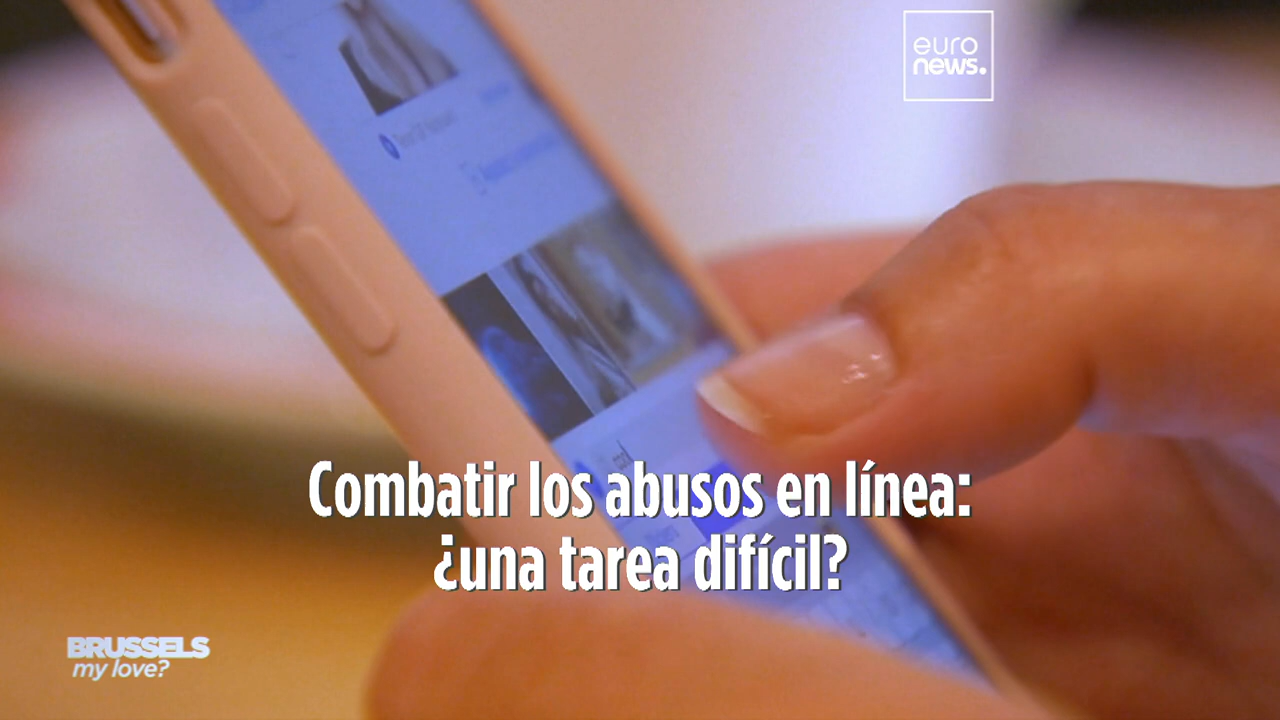 euro
news.
Combatir los abusos en línea:
¿una tarea difícil?
BRUSSELS
my love?